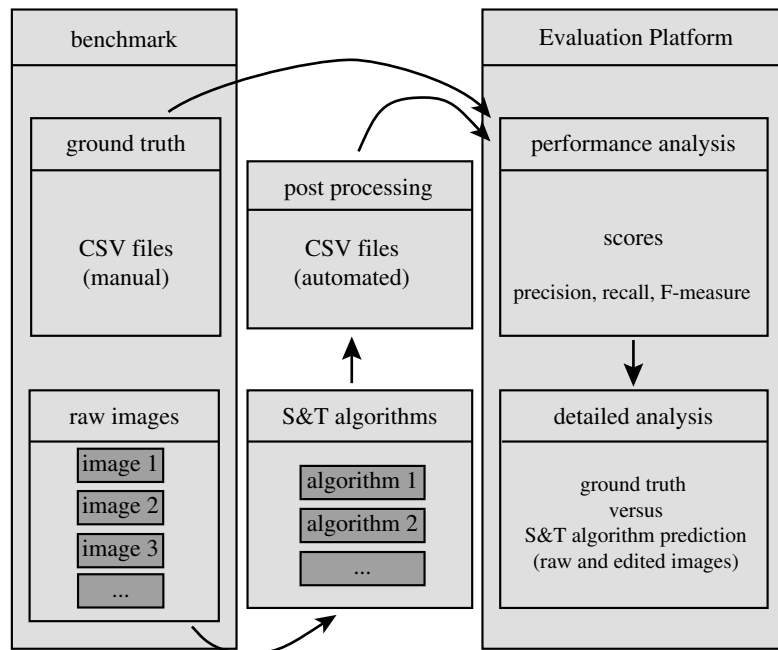 benchmark
ground truth
CSV files
(manual)
raw images
image 1
image 2
image 3
...
post processing
CSV files
(automated)
S&T algorithms
algorithm 1
algorithm 2
...
Evaluation Platform
performance analysis
scores
precision, recall, F-measure
detailed analysis
ground truth
versus
S&T algorithm prediction
(raw and edited images)